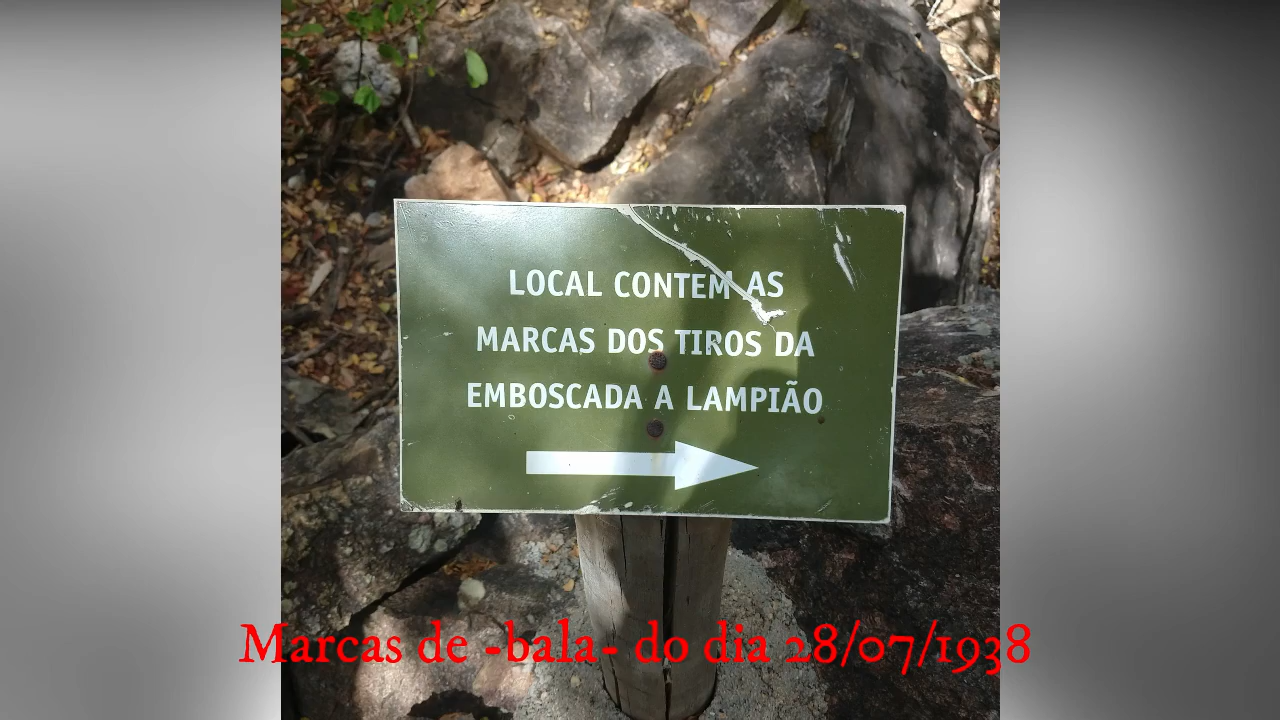 LOCAL CONTEM AS
MARCAS DOS TIROS DA
EMBOSCADA A LAMPIÃO
Marcas de -bala- do dia 28/07/1938